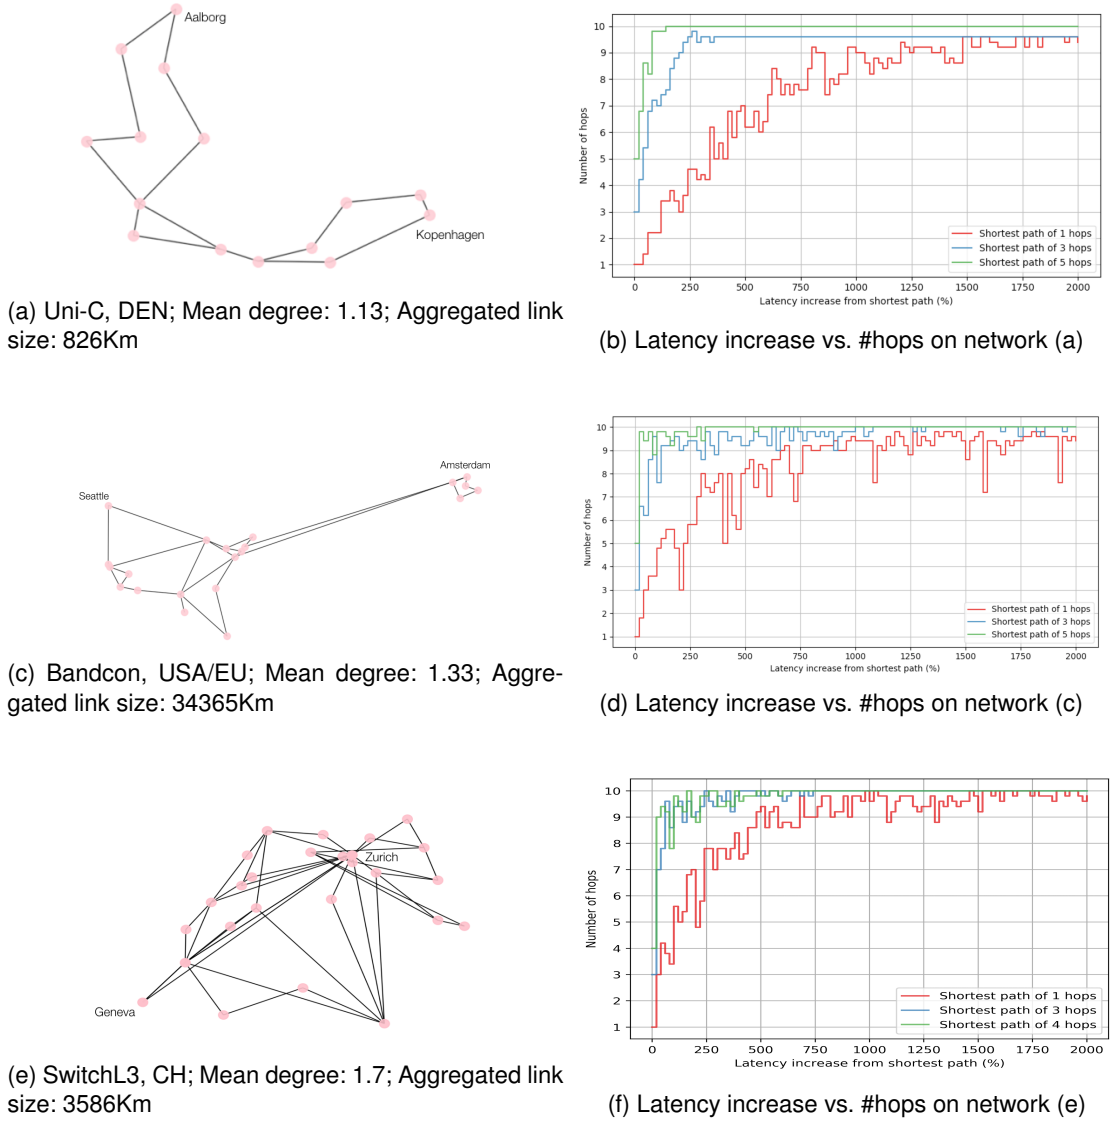 Aalborg
Kopenhagen
(a) Uni-C, DEN; Mean degree: 1.13; Aggregated link
size: 826Km
10
9
8
7
6
5
4
3
2
1
Number of hops
Shortest path of 1 hops
Shortest path of 3 hops
Shortest path of 5 hops
0 250 500 750 1000 1250 1500 1750 2000
Latency increase from shortest path (%)
(b) Latency increase vs. #hops on network (a)
Seattle
Amsterdam
(c) Bandcon, USA/EU; Mean degree: 1.33; Aggre-
gated link size: 34365Km
10
9
8
7
6
5
4
3
2
1
Number of hops
Shortest path of 1 hops
Shortest path of 3 hops
Shortest path of 5 hops
0 250 500 750 1000 1250 1500 1750 2000
Latency increase from shortest path (%)
(d) Latency increase vs. #hops on network (c)
Zurich
Geneva
(e) SwitchL3, CH; Mean degree: 1.7; Aggregated link
size: 3586Km
10
9
8
7
6
5
4
3
2
1
Number of hops
Shortest path of 1 hops
Shortest path of 3 hops
Shortest path of 4 hops
0 250 500 750 1000 1250 1500 1750 2000
Latency increase from shortest path (%)
(f) Latency increase vs. #hops on network (e)